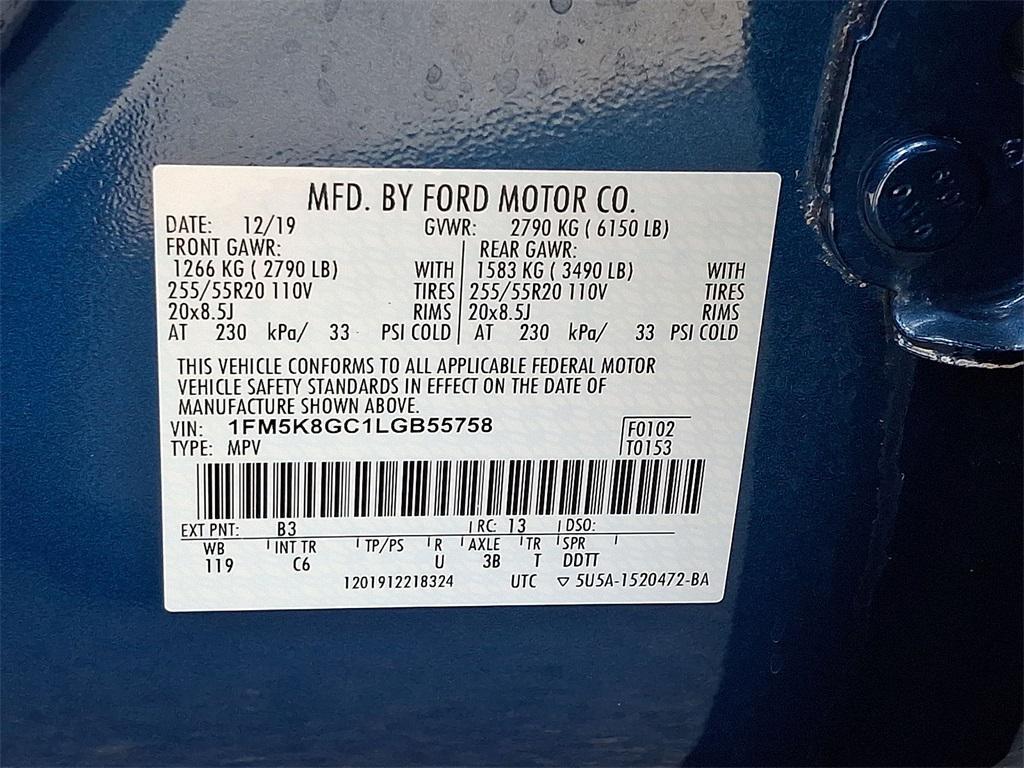 MFD. BY FORD MOTOR CO.
DATE: 12/19 GVWR: 2790 KG ( 6150 LB)
FRONT GAWR: REAR GAWR:
1266 KG ( 2790 LB) WITH 1583 KG ( 3490 LB) WITH
255/55R20 110V TIRES 255/55R20 110V TIRES
20x8.5J RIMS 20x8.5J RIMS
AT 230 kPa/ 33 PSI COLD AT 230 kPa/ 33 PSI COLD
THIS VEHICLE CONFORMS TO ALL APPLICABLE FEDERAL MOTOR
VEHICLE SAFETY STANDARDS IN EFFECT ON THE DATE OF
MANUFACTURE SHOWN ABOVE.
VIN: 1FM5K8GC1LGB55758 F0102
TYPE: MPV T0153
EXT PNT: B3 RC: 13 DSO:
WB INT TR TP/PS R AXLE TR SPR
119 C6 U 3B T DDTT
1201912218324 UTC ▽ 5U5A-1520472-BA